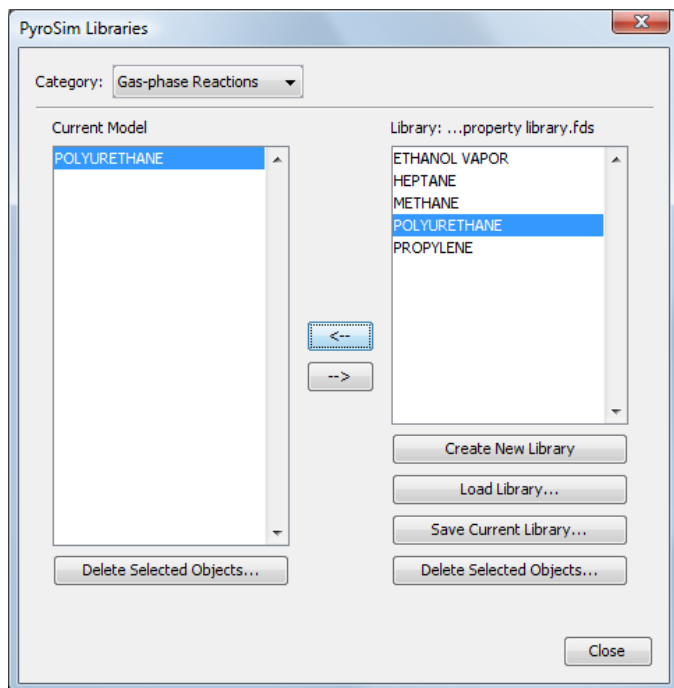 PyroSim Libraries
Category: Gas-phase Reactions
Current Model
POLYURETHANE
Delete Selected Objects...
Library: ...property library.fds
ETHANOL VAPOR
HEPTANE
METHANE
POLYURETHANE
PROPYLENE
<--
-->
Create New Library
Load Library...
Save Current Library...
Delete Selected Objects...
Close